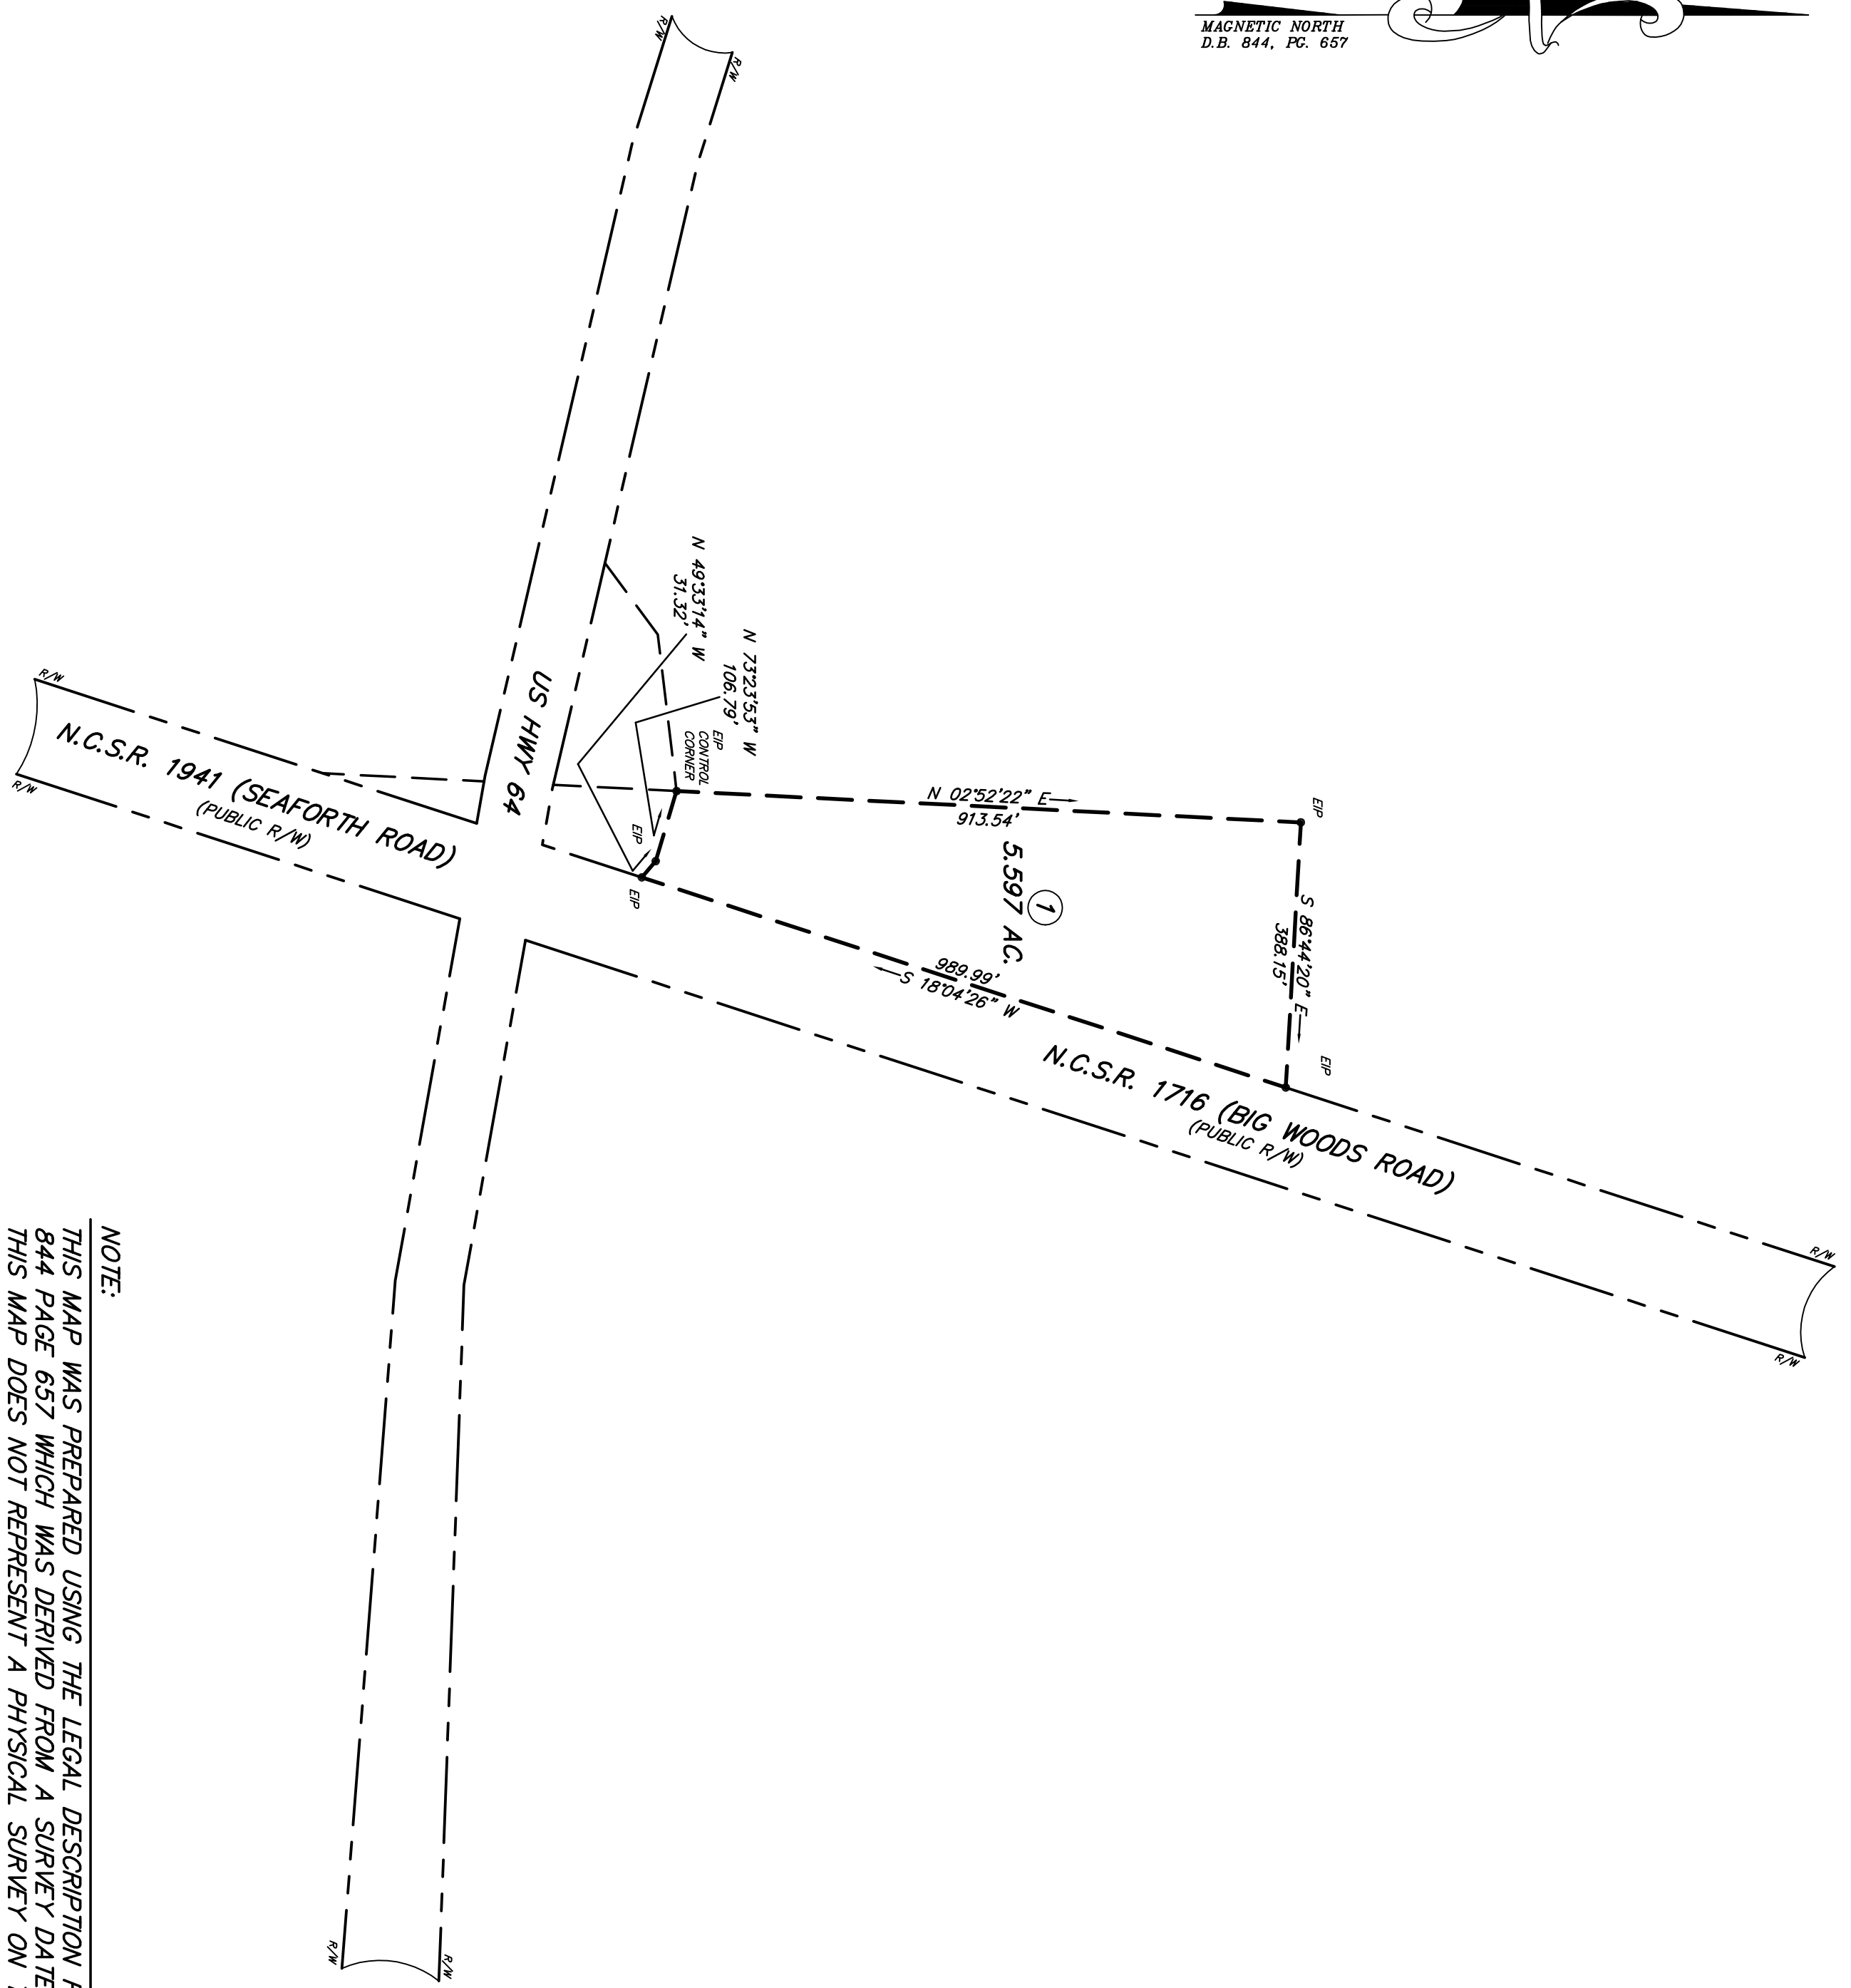 MAGNETIC NORTH
D.B. 844, PG. 657
R/W
R/W
N 49°33'14" W
31.32'
N 73°23'53" W
106.79'
EIP
CONTROL
CORNER
EIP
EIP
N 02°52'22" E
913.54'
EIP
S 86°44'20" E
388.15'
EIP
1
5.597 AC.
989.99'
S 18°04'26" W
US HWY 64
R/W
R/W
N.C.S.R. 1941 (SEAFORTH ROAD)
(PUBLIC R/W)
N.C.S.R. 1716 (BIG WOODS ROAD)
(PUBLIC R/W)
R/W
R/W
R/W
R/W
NOTE:
THIS MAP WAS PREPARED USING THE LEGAL DESCRIPTION
844 PAGE 657 WHICH WAS DERIVED FROM A SURVEY DATE
THIS MAP DOES NOT REPRESENT A PHYSICAL SURVEY ON